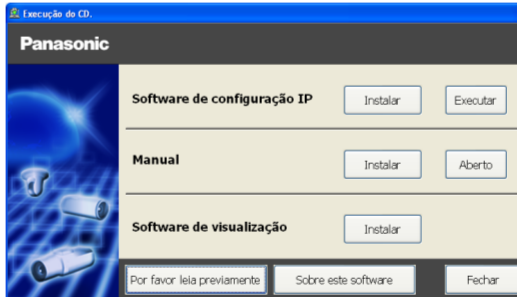 Execução do CD.
Panasonic
Software de configuração IP Instalar Executar
Manual Instalar Aberto
Software de visualização Instalar
Por favor leia previamente Sobre este software Fechar